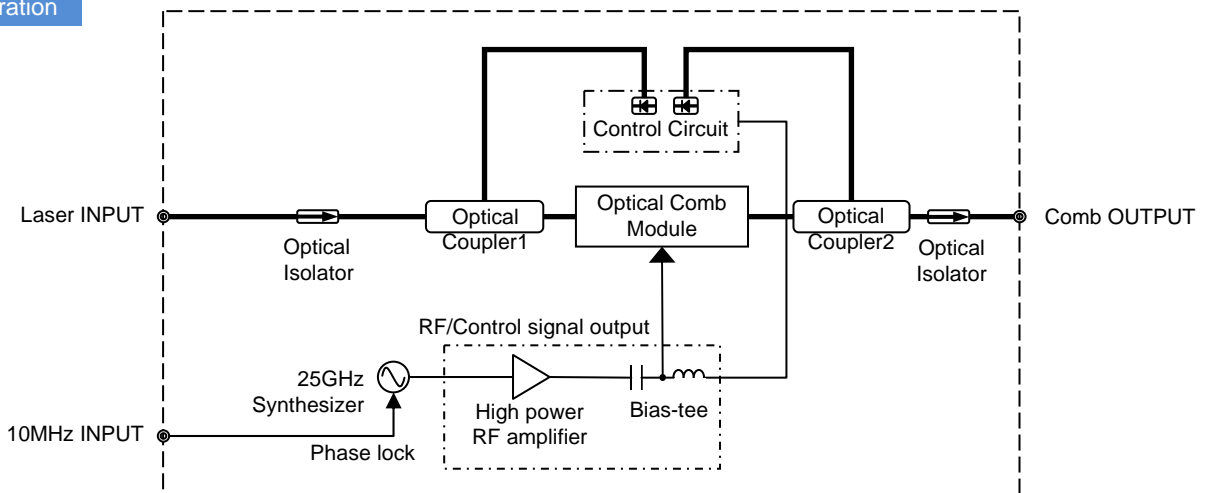 Control Circuit
Laser INPUT
Optical
Isolator
Optical
Coupler1
Optical Comb
Module
Optical
Coupler2
Optical
Isolator
Comb OUTPUT
RF/Control signal output
25GHz
Synthesizer
High power
RF amplifier
Bias-tee
10MHz INPUT
Phase lock